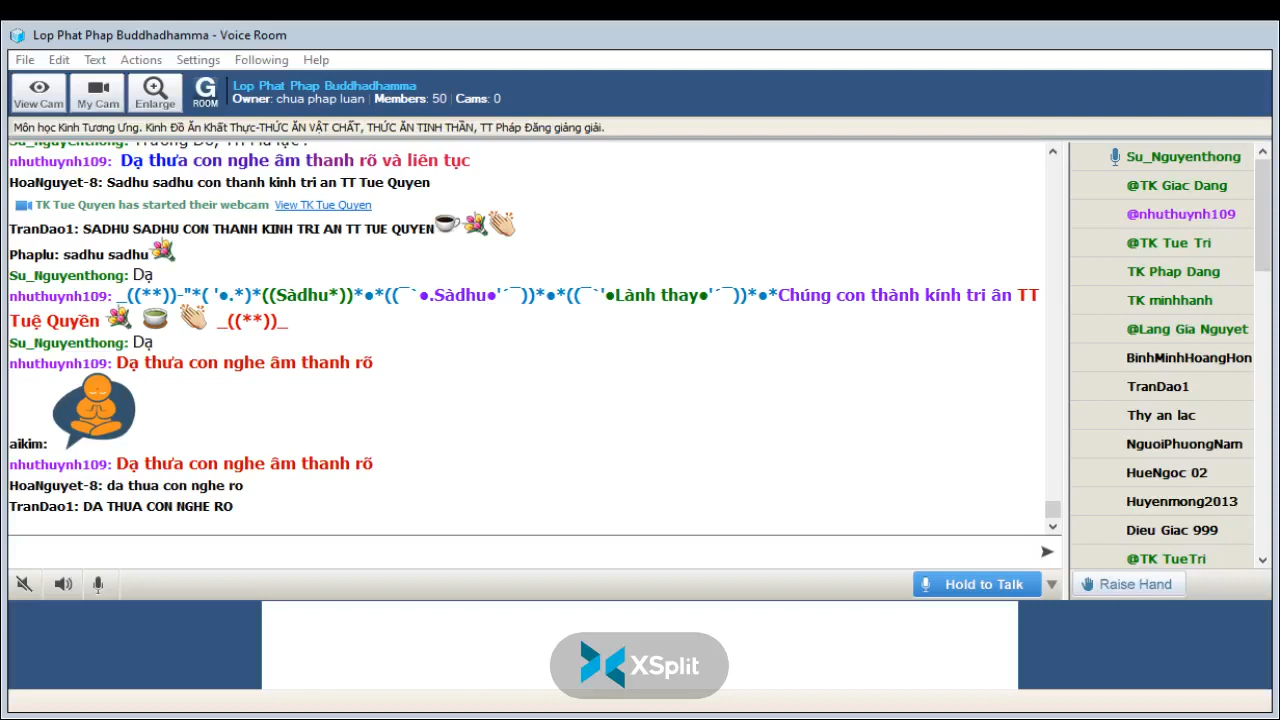 Lop Phat Phap Buddhadhamma - Voice Room
File Edit Text Actions Settings Following Help
View Cam My Cam Enlarge G ROOM
Lop Phat Phap Buddhadhamma
Owner: chua phap luan | Members: 50 | Cams: 0
Môn học Kinh Tương Ưng. Kinh Đồ Ăn Khất Thực-THỨC ĂN VẬT CHẤT, THỨC ĂN TINH THẦN, TT Pháp Đăng giảng giải.
nhuthuynh109: Dạ thưa con nghe âm thanh rõ và liên tục
HoaNguyet-8: Sadhu sadhu con thanh kinh tri an TT Tue Quyen
TK Tue Quyen has started their webcam View TK Tue Quyen
TranDao1: SADHU SADHU CON THANH KINH TRI AN TT TUE QUYEN
Phaplu: sadhu sadhu
Su_Nguyenthong: Dạ
nhuthuynh109: _((**))-"*( '●.*)*((Sàdhu*))*●*((¯`●.Sàdhu●'´¯))*●*((¯`'●Lành thay●'´¯))*●*Chúng con thành kính tri ân TT
Tuệ Quyền _((**))_
Su_Nguyenthong: Dạ
nhuthuynh109: Dạ thưa con nghe âm thanh rõ
aikim:
nhuthuynh109: Dạ thưa con nghe âm thanh rõ
HoaNguyet-8: da thua con nghe ro
TranDao1: DA THUA CON NGHE RO
Su_Nguyenthong
@TK Giac Dang
@nhuthuynh109
@TK Tue Tri
TK Phap Dang
TK minhhanh
@Lang Gia Nguyet
BinhMinhHoangHon
TranDao1
Thy an lac
NguoiPhuongNam
HueNgoc 02
Huyenmong2013
Dieu Giac 999
@TK TueTri
Hold to Talk
Raise Hand
XSplit